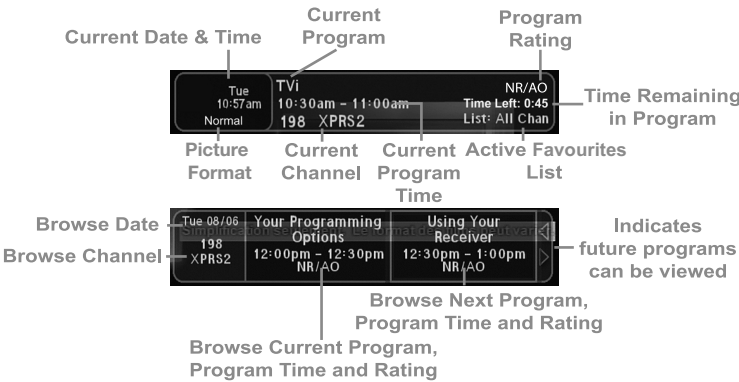 Current Date & Time
Current
Program
Program
Rating
Tue
10:57am
Normal
TVi
10:30am - 11:00am
198 XPRS2
NR/AO
Time Left: 0:45
List: All Chan
Time Remaining
in Program
Picture
Format
Current
Channel
Current
Program
Time
Active Favourites
List
Browse Date
Browse Channel
Tue 08/06
198
XPRS2
Your Programming
Options
12:00pm - 12:30pm
NR/AO
Using Your
Receiver
12:30pm - 1:00pm
NR/AO
Indicates
future programs
can be viewed
Browse Next Program,
Program Time and Rating
Browse Current Program,
Program Time and Rating